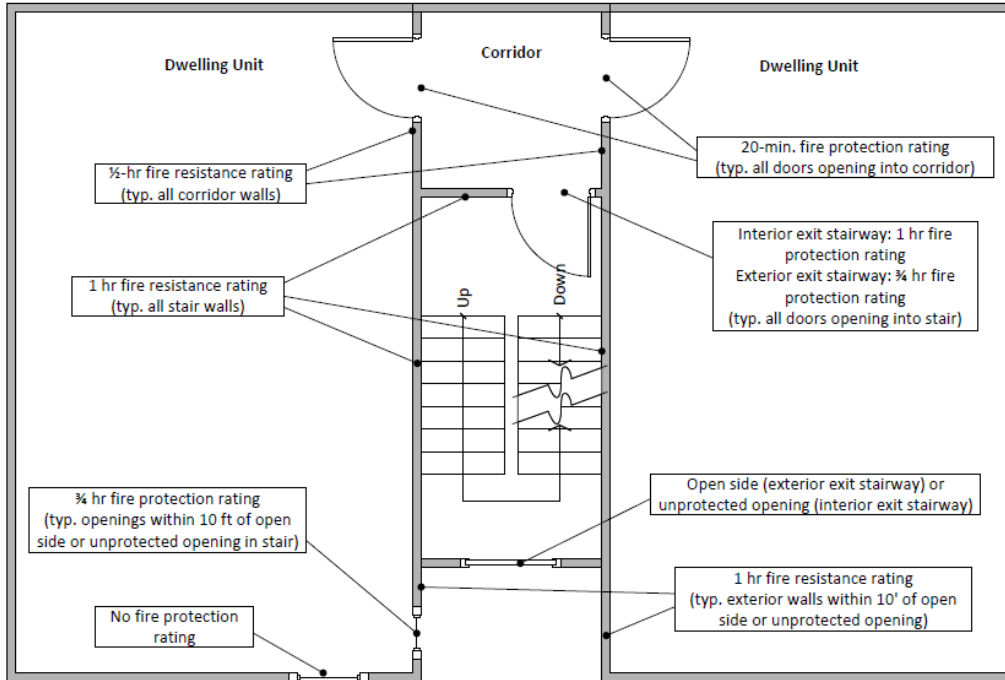 Dwelling Unit
Corridor
Dwelling Unit
½-hr fire resistance rating
(typ. all corridor walls)
20-min. fire protection rating
(typ. all doors opening into corridor)
Interior exit stairway: 1 hr fire
protection rating
Exterior exit stairway: ¾ hr fire
protection rating
(typ. all doors opening into stair)
1 hr fire resistance rating
(typ. all stair walls)
Up
Down
¾ hr fire protection rating
(typ. openings within 10 ft of open
side or unprotected opening in stair)
Open side (exterior exit stairway) or
unprotected opening (interior exit stairway)
1 hr fire resistance rating
(typ. exterior walls within 10' of open
side or unprotected opening)
No fire protection
rating